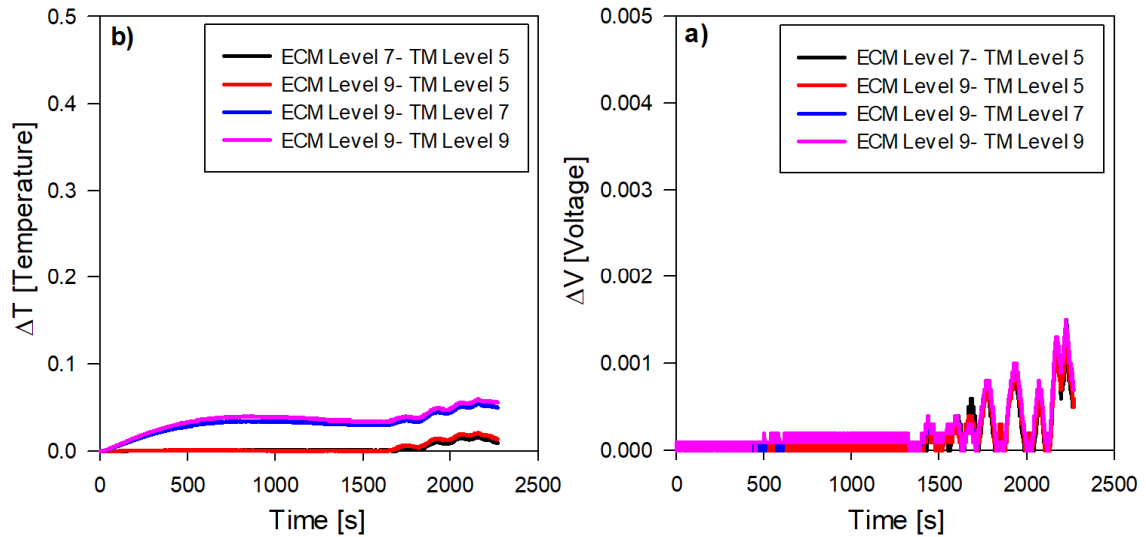 b)
ECM Level 7- TM Level 5
ECM Level 9- TM Level 5
ECM Level 9- TM Level 7
ECM Level 9- TM Level 9
0.5
0.4
0.3
0.2
0.1
0.0
ΔT [Temperature]
0 500 1000 1500 2000 2500
Time [s]
a)
ECM Level 7- TM Level 5
ECM Level 9- TM Level 5
ECM Level 9- TM Level 7
ECM Level 9- TM Level 9
0.005
0.004
0.003
0.002
0.001
0.000
ΔV [Voltage]
0 500 1000 1500 2000 2500
Time [s]